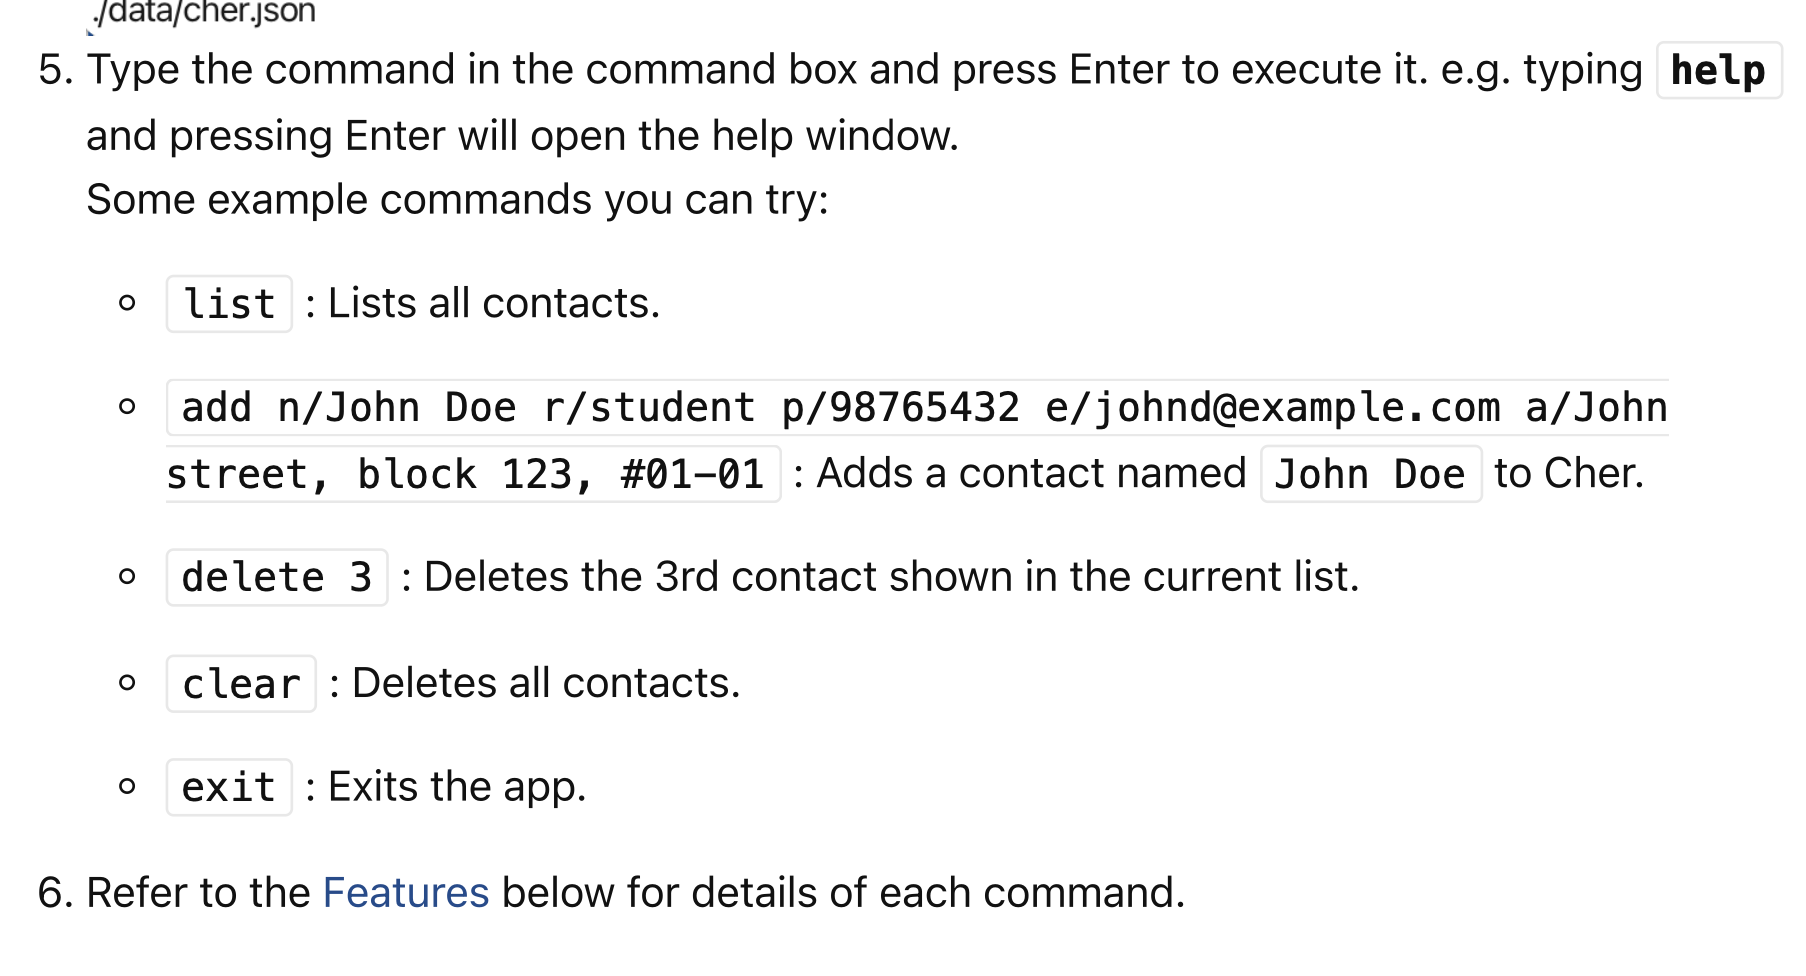 ./data/cher.json
5. Type the command in the command box and press Enter to execute it. e.g. typing help
and pressing Enter will open the help window.
Some example commands you can try:
list : Lists all contacts.
add n/John Doe r/student p/98765432 e/johnd@example.com a/John
street, block 123, #01-01 : Adds a contact named John Doe to Cher.
delete 3 : Deletes the 3rd contact shown in the current list.
clear : Deletes all contacts.
exit : Exits the app.
6. Refer to the Features below for details of each command.